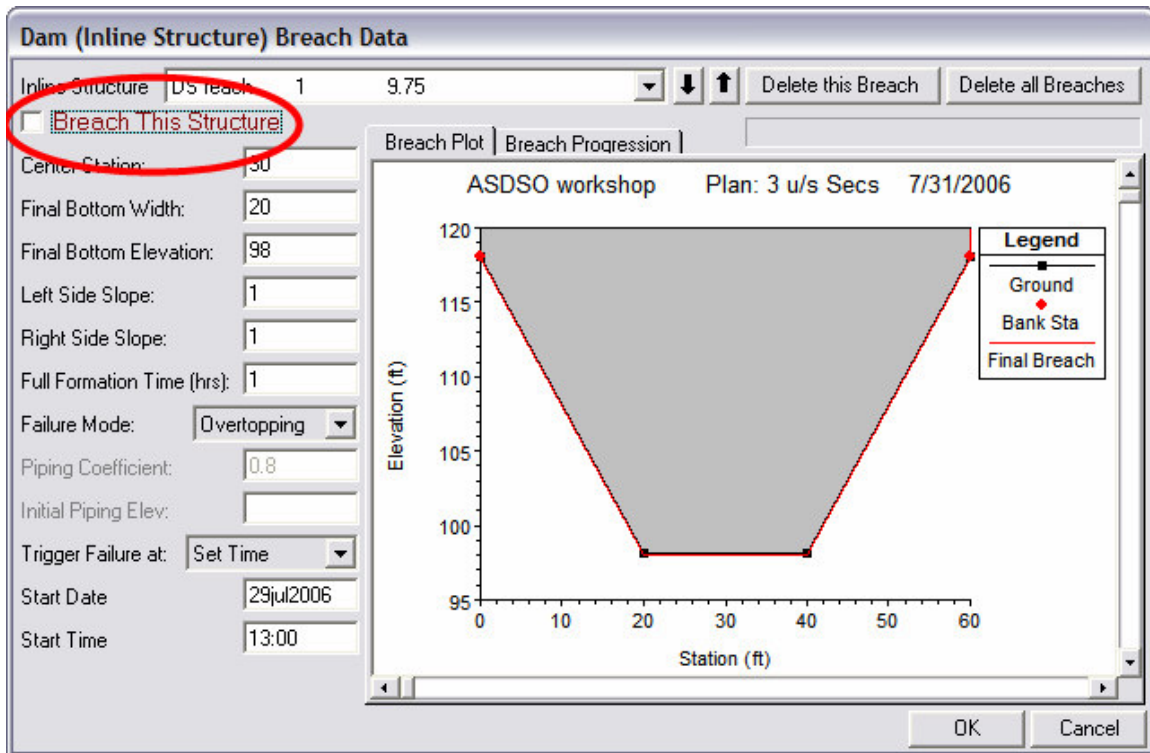 Dam (Inline Structure) Breach Data
Inline Structure DS reach 1 9.75 Delete this Breach Delete all Breaches
Breach This Structure
Center Station: 30
Final Bottom Width: 20
Final Bottom Elevation: 98
Left Side Slope: 1
Right Side Slope: 1
Full Formation Time (hrs): 1
Failure Mode: Overtopping
Piping Coefficient: 0.8
Initial Piping Elev:
Trigger Failure at: Set Time
Start Date 29jul2006
Start Time 13:00
Breach Plot Breach Progression
ASDSO workshop Plan: 3 u/s Secs 7/31/2006
Elevation (ft)
120
115
110
105
100
95
0 10 20 30 40 50 60
Station (ft)
Legend
Ground
Bank Sta
Final Breach
OK Cancel